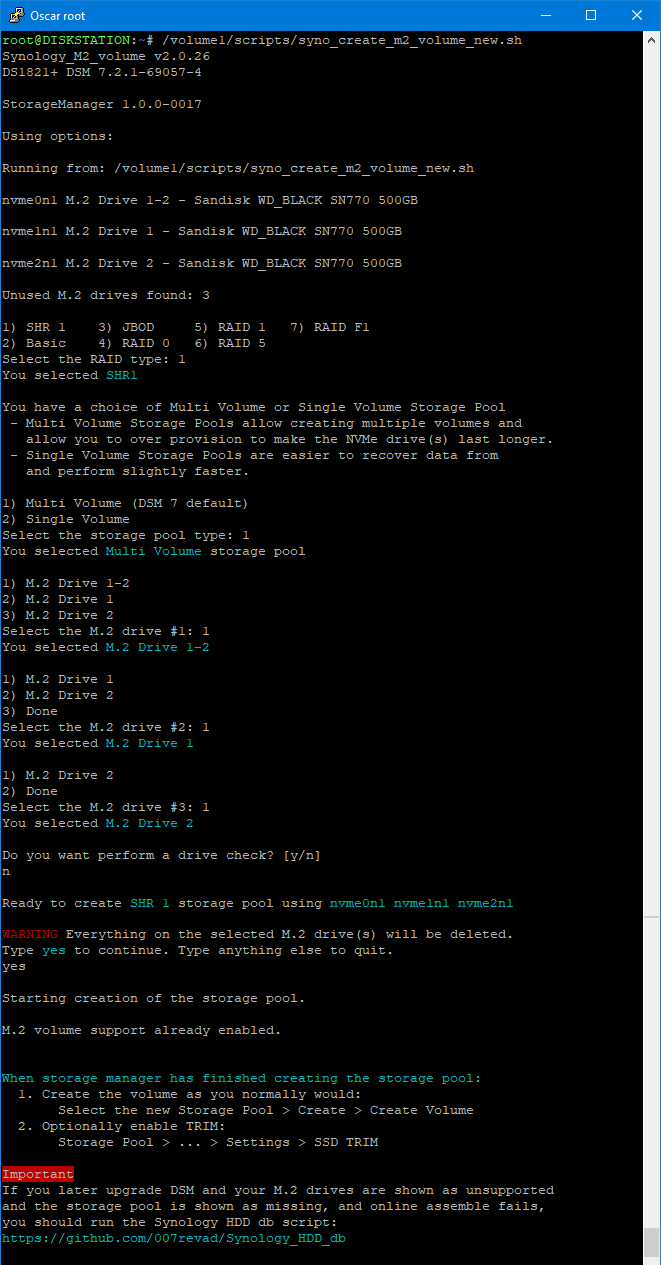 Oscar root
root@DISKSTATION:~# /volume1/scripts/syno_create_m2_volume_new.sh
Synology_M2_volume v2.0.26
DS1821+ DSM 7.2.1-69057-4
StorageManager 1.0.0-0017
Using options:
Running from: /volume1/scripts/syno_create_m2_volume_new.sh
nvme0n1 M.2 Drive 1-2 - Sandisk WD_BLACK SN770 500GB
nvme1n1 M.2 Drive 1 - Sandisk WD_BLACK SN770 500GB
nvme2n1 M.2 Drive 2 - Sandisk WD_BLACK SN770 500GB
Unused M.2 drives found: 3
1) SHR 1    3) JBOD     5) RAID 1   7) RAID F1
2) Basic    4) RAID 0   6) RAID 5
Select the RAID type: 1
You selected SHR1
You have a choice of Multi Volume or Single Volume Storage Pool
 - Multi Volume Storage Pools allow creating multiple volumes and
   allow you to over provision to make the NVMe drive(s) last longer.
 - Single Volume Storage Pools are easier to recover data from
   and perform slightly faster.
1) Multi Volume (DSM 7 default)
2) Single Volume
Select the storage pool type: 1
You selected Multi Volume storage pool
1) M.2 Drive 1-2
2) M.2 Drive 1
3) M.2 Drive 2
Select the M.2 drive #1: 1
You selected M.2 Drive 1-2
1) M.2 Drive 1
2) M.2 Drive 2
3) Done
Select the M.2 drive #2: 1
You selected M.2 Drive 1
1) M.2 Drive 2
2) Done
Select the M.2 drive #3: 1
You selected M.2 Drive 2
Do you want perform a drive check? [y/n]
n
Ready to create SHR 1 storage pool using nvme0n1 nvme1n1 nvme2n1
WARNING Everything on the selected M.2 drive(s) will be deleted.
Type yes to continue. Type anything else to quit.
yes
Starting creation of the storage pool.
M.2 volume support already enabled.
When storage manager has finished creating the storage pool:
  1. Create the volume as you normally would:
       Select the new Storage Pool > Create > Create Volume
  2. Optionally enable TRIM:
       Storage Pool > ... > Settings > SSD TRIM
Important
If you later upgrade DSM and your M.2 drives are shown as unsupported
and the storage pool is shown as missing, and online assemble fails,
you should run the Synology HDD db script:
https://github.com/007revad/Synology_HDD_db